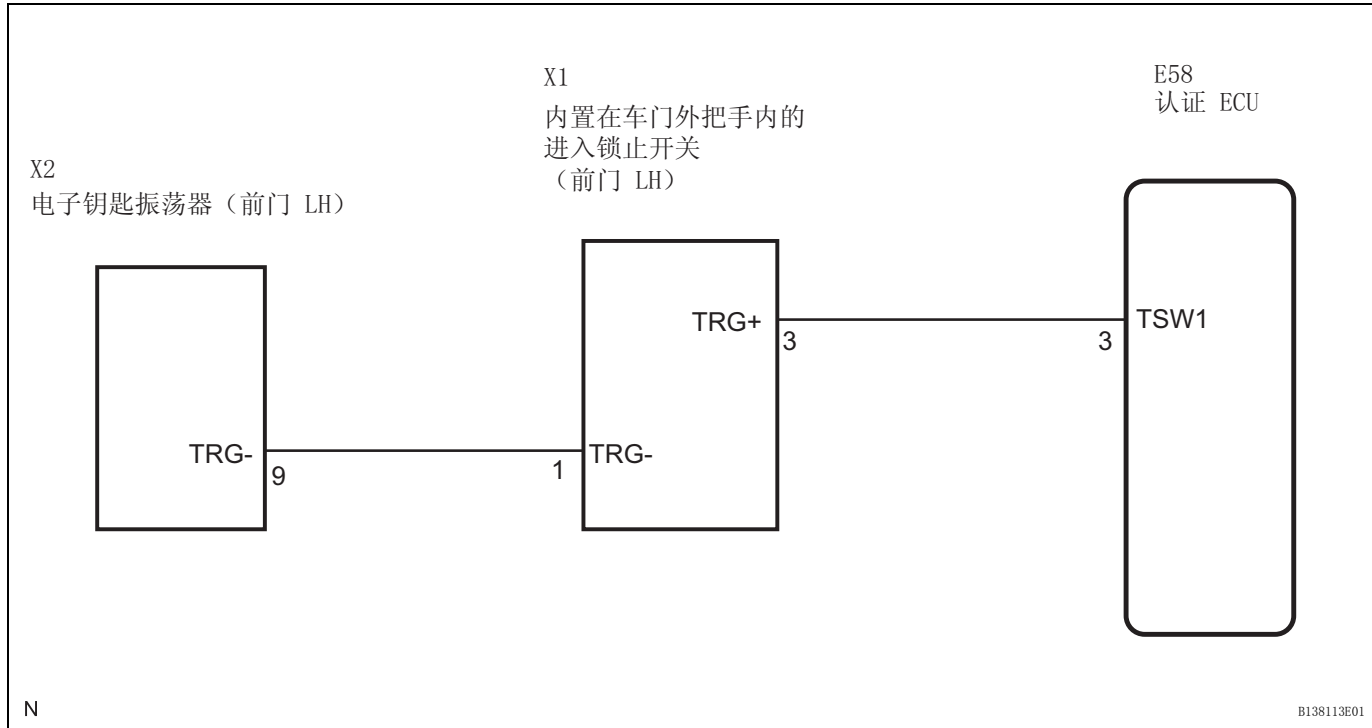 X1
内置在车门外把手内的
进入锁止开关
（前门 LH）
E58
认证 ECU
X2
电子钥匙振荡器（前门 LH）
TRG+
3
3
TSW1
TRG-
9
1
TRG-
N
B138113E01